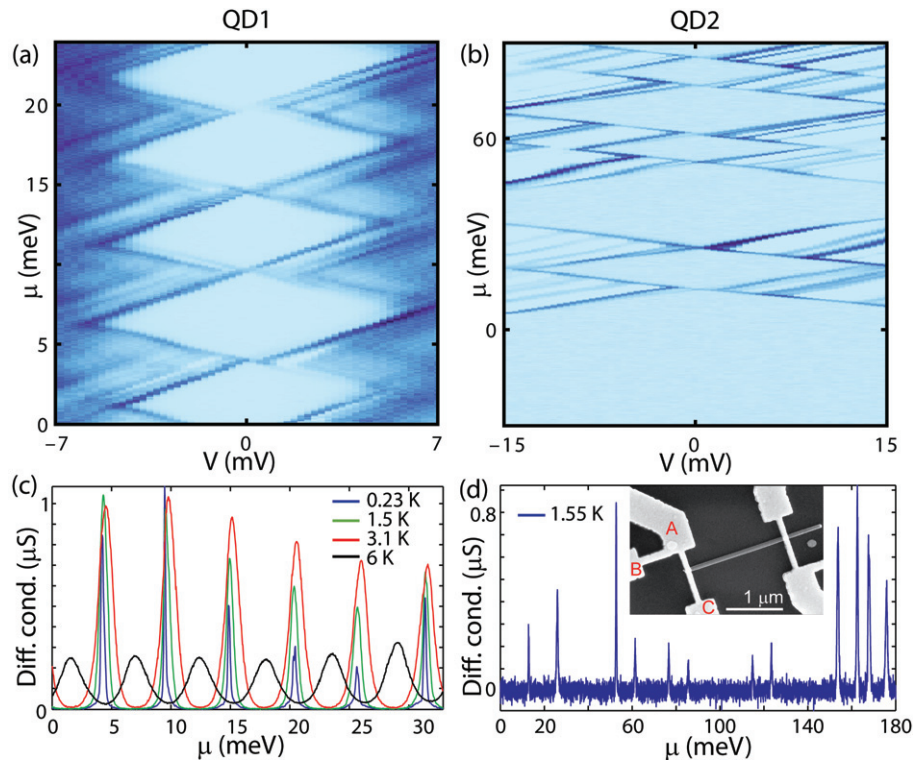 QD1
QD2
(a)
(b)
20
15
10
5
0
μ (meV)
-7
0
7
V (mV)
60
0
μ (meV)
−15
0
15
V (mV)
(c)
1
0
Diff. cond. (μS)
0.23 K
1.5 K
3.1 K
6 K
0
5
10
15
20
25
30
μ (meV)
(d)
0.8
0
Diff. cond. (μS)
1.55 K
A
B
C
1 μm
0
20
60
100
140
180
μ (meV)